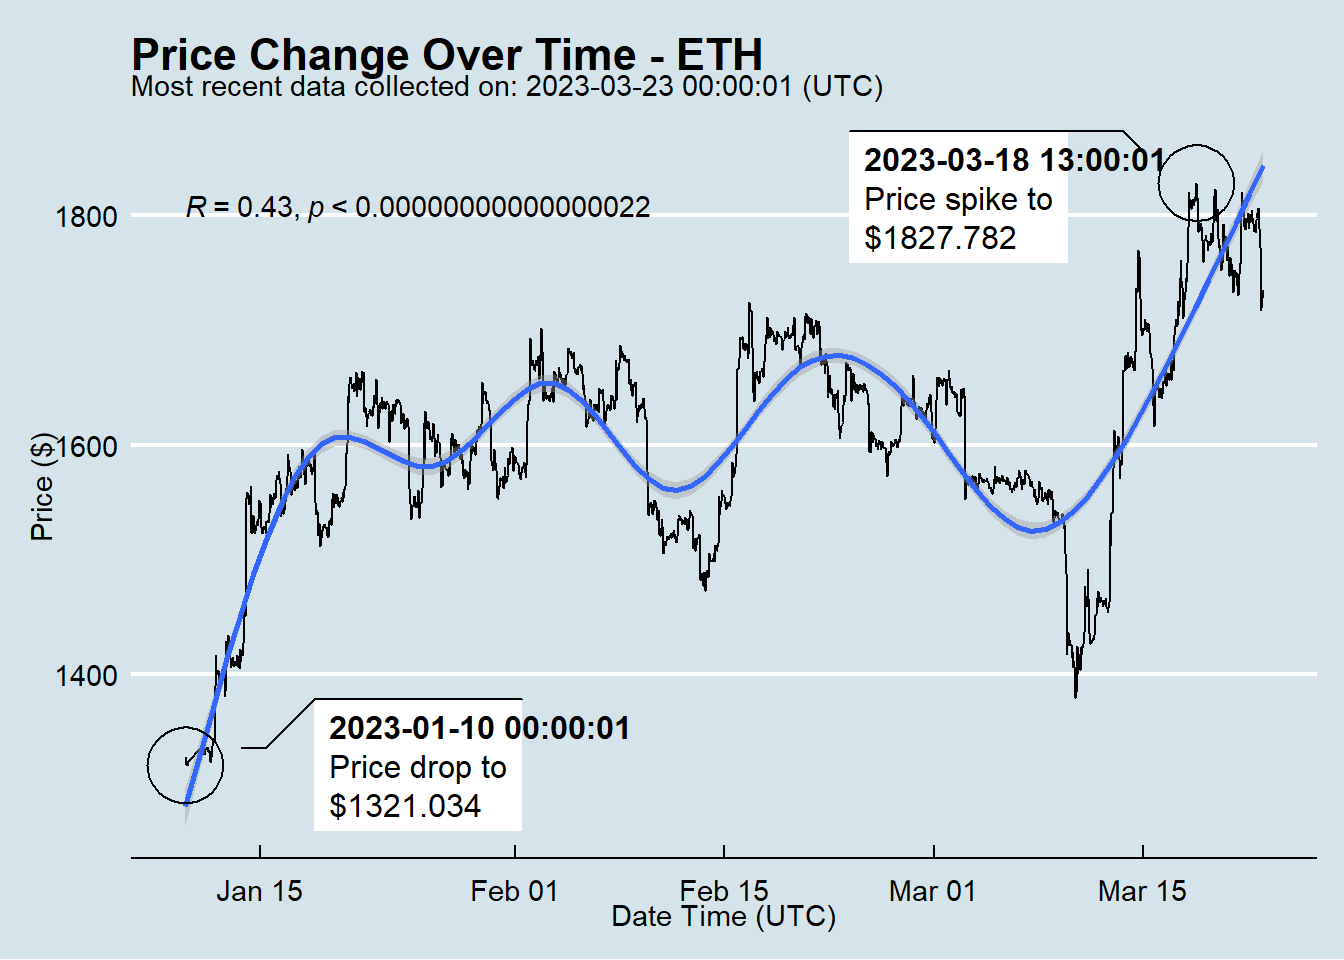 Price Change Over Time - ETH
Most recent data collected on: 2023-03-23 00:00:01 (UTC)
2023-03-18 13:00:01
Price spike to
$1827.782
R = 0.43, p < 0.00000000000000022
1800
1600
1400
Price ($)
2023-01-10 00:00:01
Price drop to
$1321.034
Jan 15
Feb 01
Feb 15
Mar 01
Mar 15
Date Time (UTC)